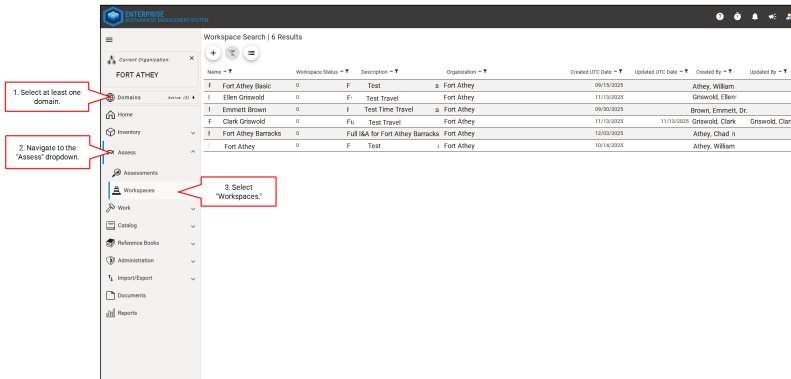 ENTERPRISE
SUSTAINMENT MANAGEMENT SYSTEM
Current Organization: ×
FORT ATHEY
Domains
Home
Inventory
Assess
Assessments
Workspaces
Work
Catalog
Reference Books
Administration
Import/Export
Documents
Reports
1. Select at least one
domain.
2. Navigate to the
"Assess" dropdown.
3. Select
"Workspaces."
Workspace Search | 6 Results
Name Workspace Status Description Organization Created UTC Date Updated UTC Date Created By Updated By
F Fort Athey Basic 0 F Test s Fort Athey 09/15/2025 Athey, William
Ellen Griswold 0 F Test Travel Fort Athey 11/13/2025 Griswold, Ellen
Emmett Brown 0 F Test Time Travel s Fort Athey 09/30/2025 Brown, Emmett, Dr.
F Clark Griswold 0 Fu Test Travel Fort Athey 11/13/2025 11/13/2025 Griswold, Clark Griswold, Clar
F Fort Athey Barracks 0 Full I&A for Fort Athey Barracks Fort Athey 12/03/2025 Athey, Chad n
Fort Athey 0 F Test Fort Athey 10/14/2025 Athey, William